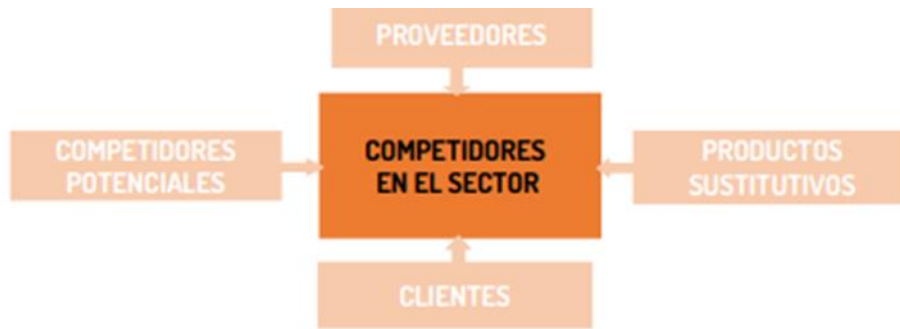 PROVEEDORES
COMPETIDORES
POTENCIALES
COMPETIDORES
EN EL SECTOR
PRODUCTOS
SUSTITUTIVOS
CLIENTES